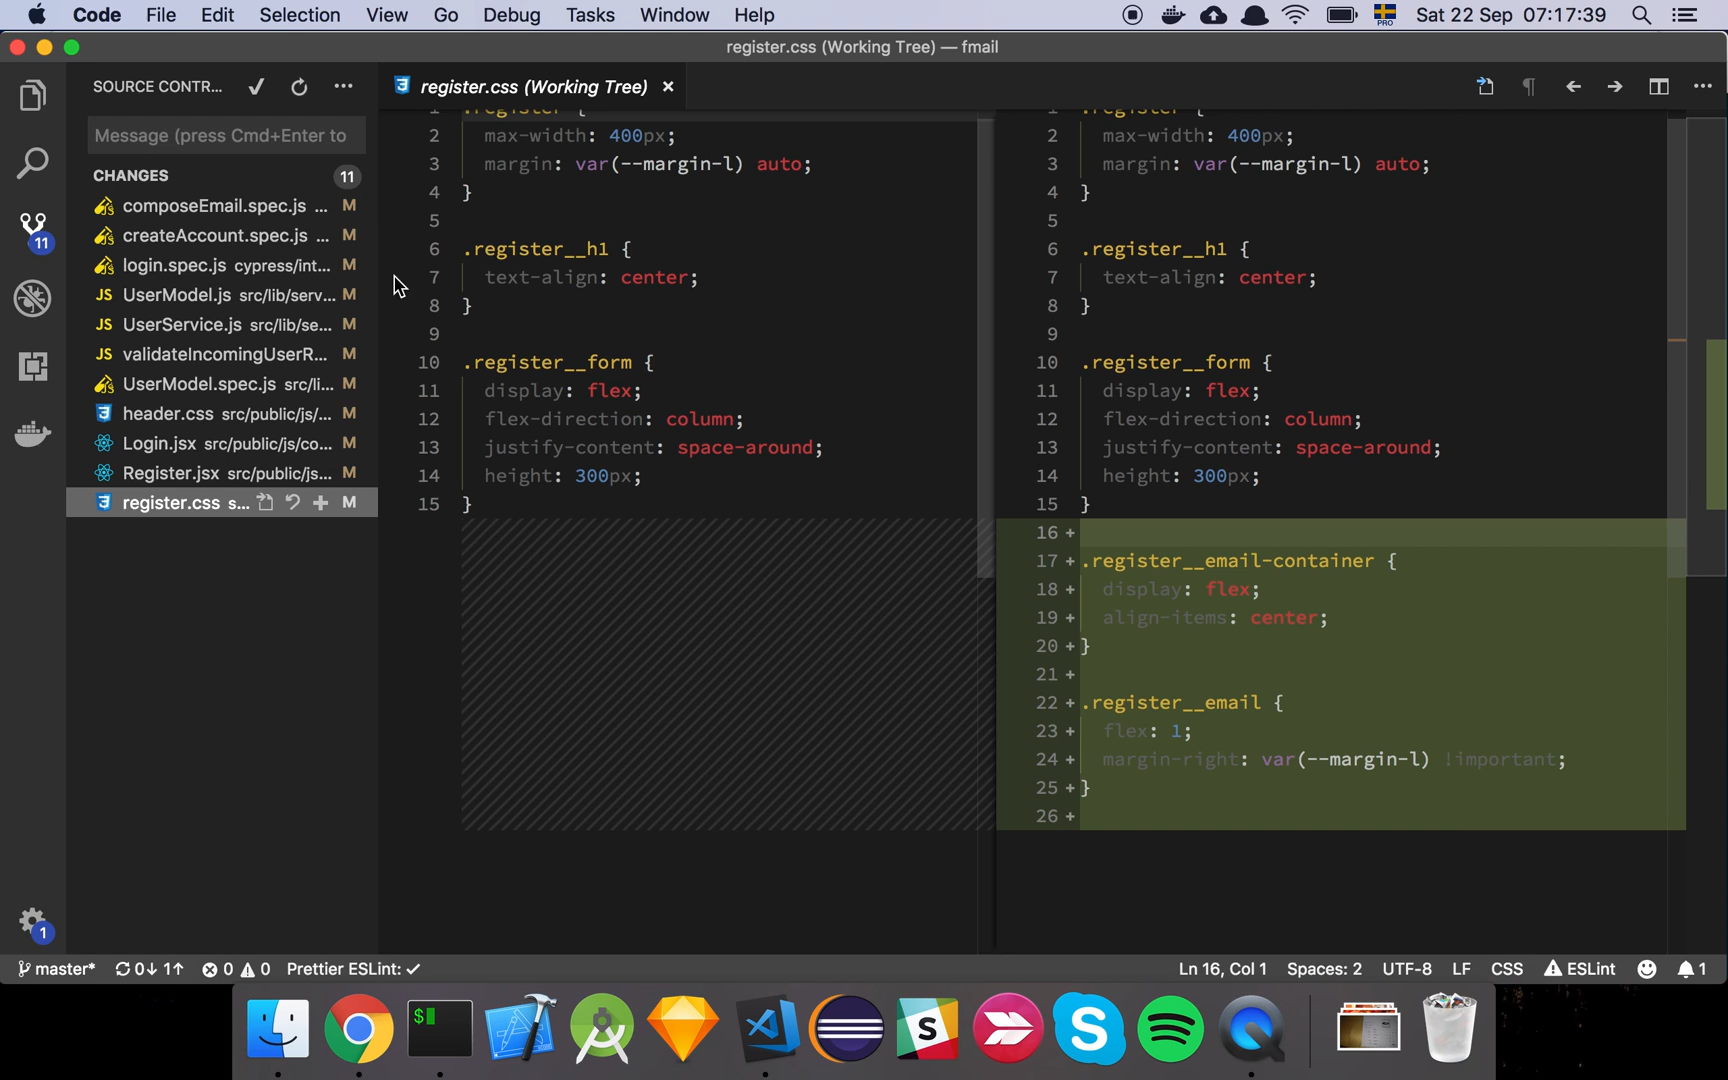 Code File Edit Selection View Go Debug Tasks Window Help PRO Sat 22 Sep 07:17:39
register.css (Working Tree) — fmail
SOURCE CONTR... ...
register.css (Working Tree) ×
Message (press Cmd+Enter to
CHANGES 11
composeEmail.spec.js ... M
createAccount.spec.js ... M
login.spec.js cypress/int... M
JS UserModel.js src/lib/serv... M
JS UserService.js src/lib/se... M
JS validateIncomingUserR... M
UserModel.spec.js src/li... M
header.css src/public/js/... M
Login.jsx src/public/js/co... M
Register.jsx src/public/js... M
register.css s... M
11
1
1 .register {
2 max-width: 400px;
3 margin: var(--margin-l) auto;
4 }
5
6 .register__h1 {
7 text-align: center;
8 }
9
10 .register__form {
11 display: flex;
12 flex-direction: column;
13 justify-content: space-around;
14 height: 300px;
15 }
1 .register {
2 max-width: 400px;
3 margin: var(--margin-l) auto;
4 }
5
6 .register__h1 {
7 text-align: center;
8 }
9
10 .register__form {
11 display: flex;
12 flex-direction: column;
13 justify-content: space-around;
14 height: 300px;
15 }
16 +
17 + .register__email-container {
18 + display: flex;
19 + align-items: center;
20 + }
21 +
22 + .register__email {
23 + flex: 1;
24 + margin-right: var(--margin-l) !important;
25 + }
26 +
master* 0↓ 1↑ 0 0 Prettier ESLint: ✓ Ln 16, Col 1 Spaces: 2 UTF-8 LF CSS ESLint 1
$
S
S